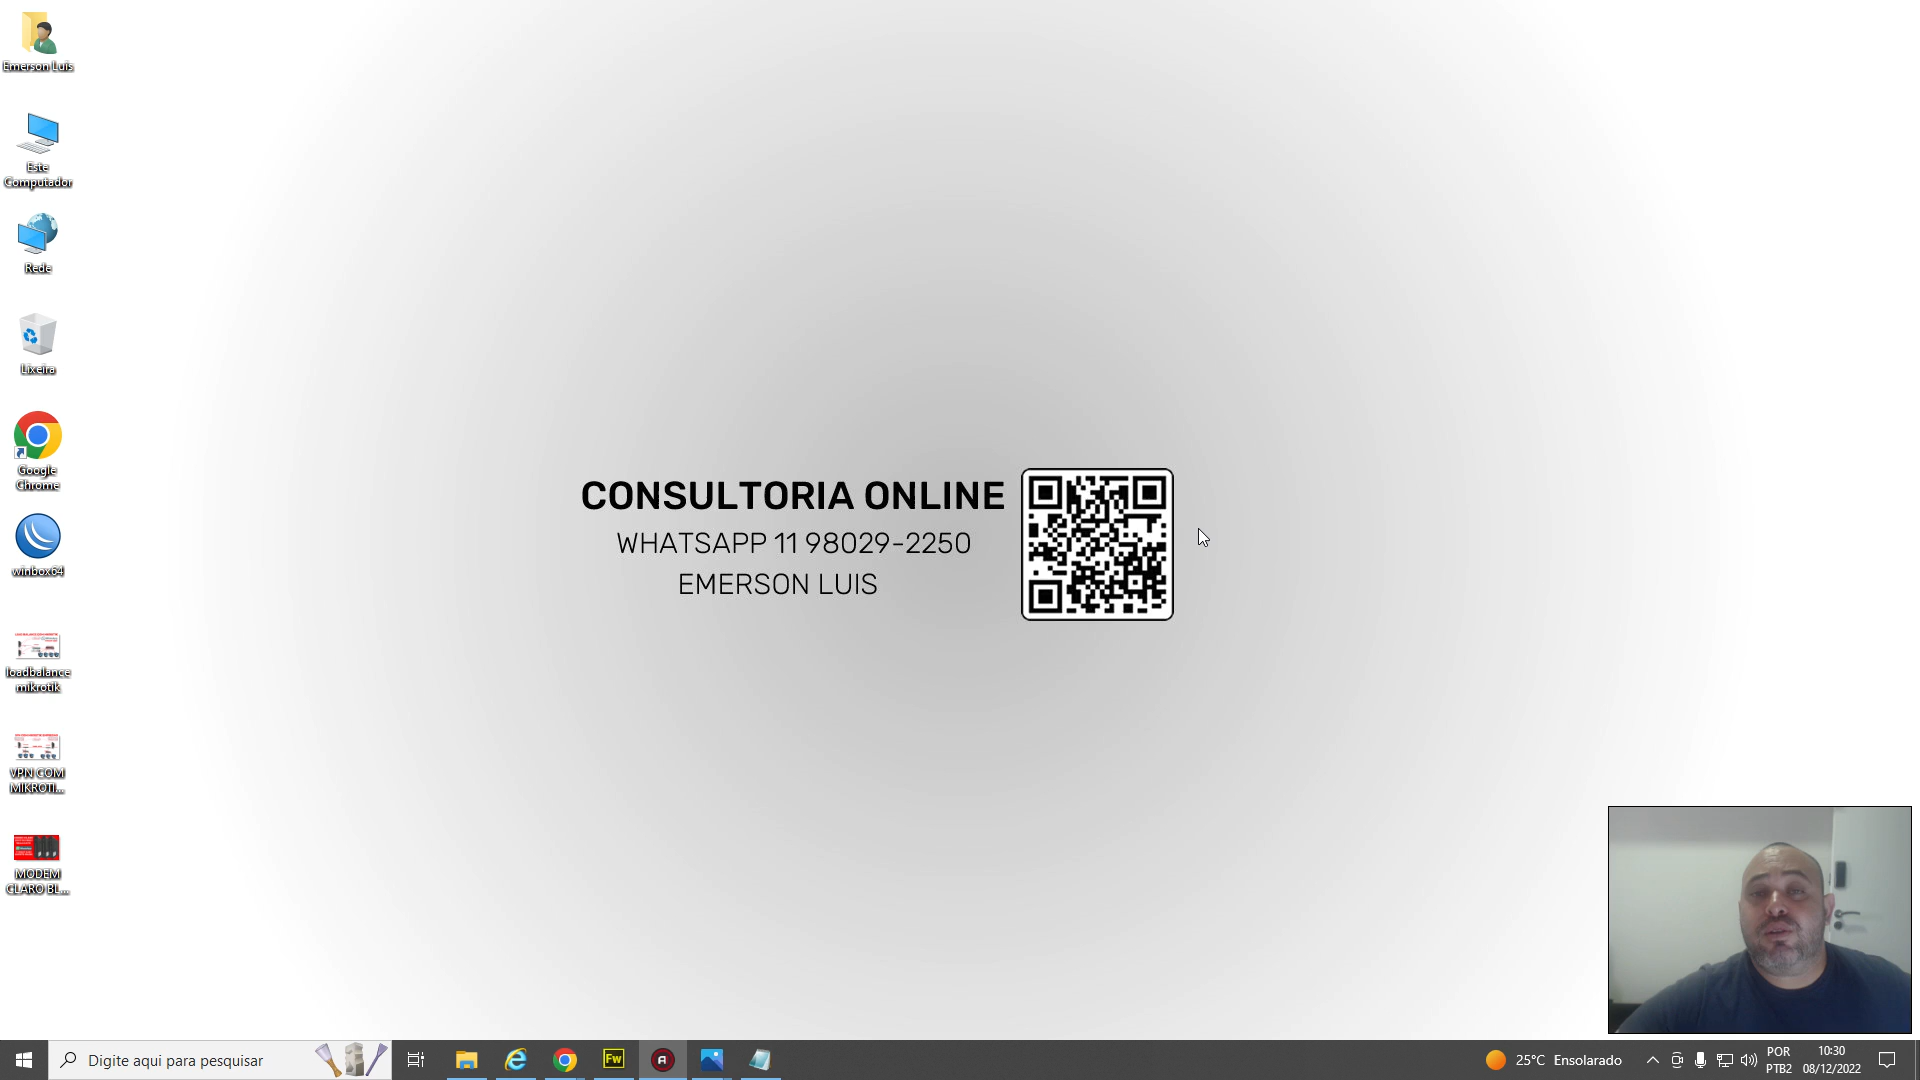 Emerson Luis
Este
Computador
Rede
Lixeira
Google
Chrome
winbox64
loadbalance
mikrotik
VPN COM
MIKROTI...
MODEM
CLARO BL...
CONSULTORIA ONLINE
WHATSAPP 11 98029-2250
EMERSON LUIS
Digite aqui para pesquisar
Fw
25°C Ensolarado
POR
PTB2
10:30
08/12/2022